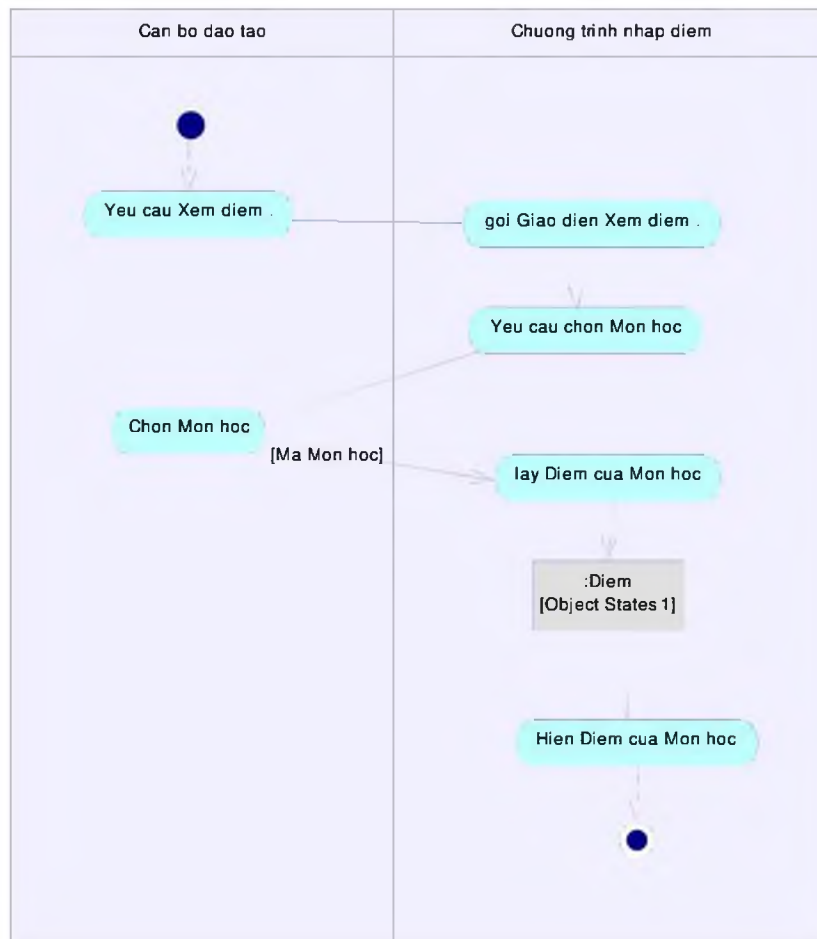 Can bo dao tao
Chuong trinh nhap diem
Yeu cau Xem diem .
goi Giao dien Xem diem .
Yeu cau chon Mon hoc
Chon Mon hoc
[Ma Mon hoc]
lay Diem cua Mon hoc
:Diem
[Object States 1]
Hien Diem cua Mon hoc